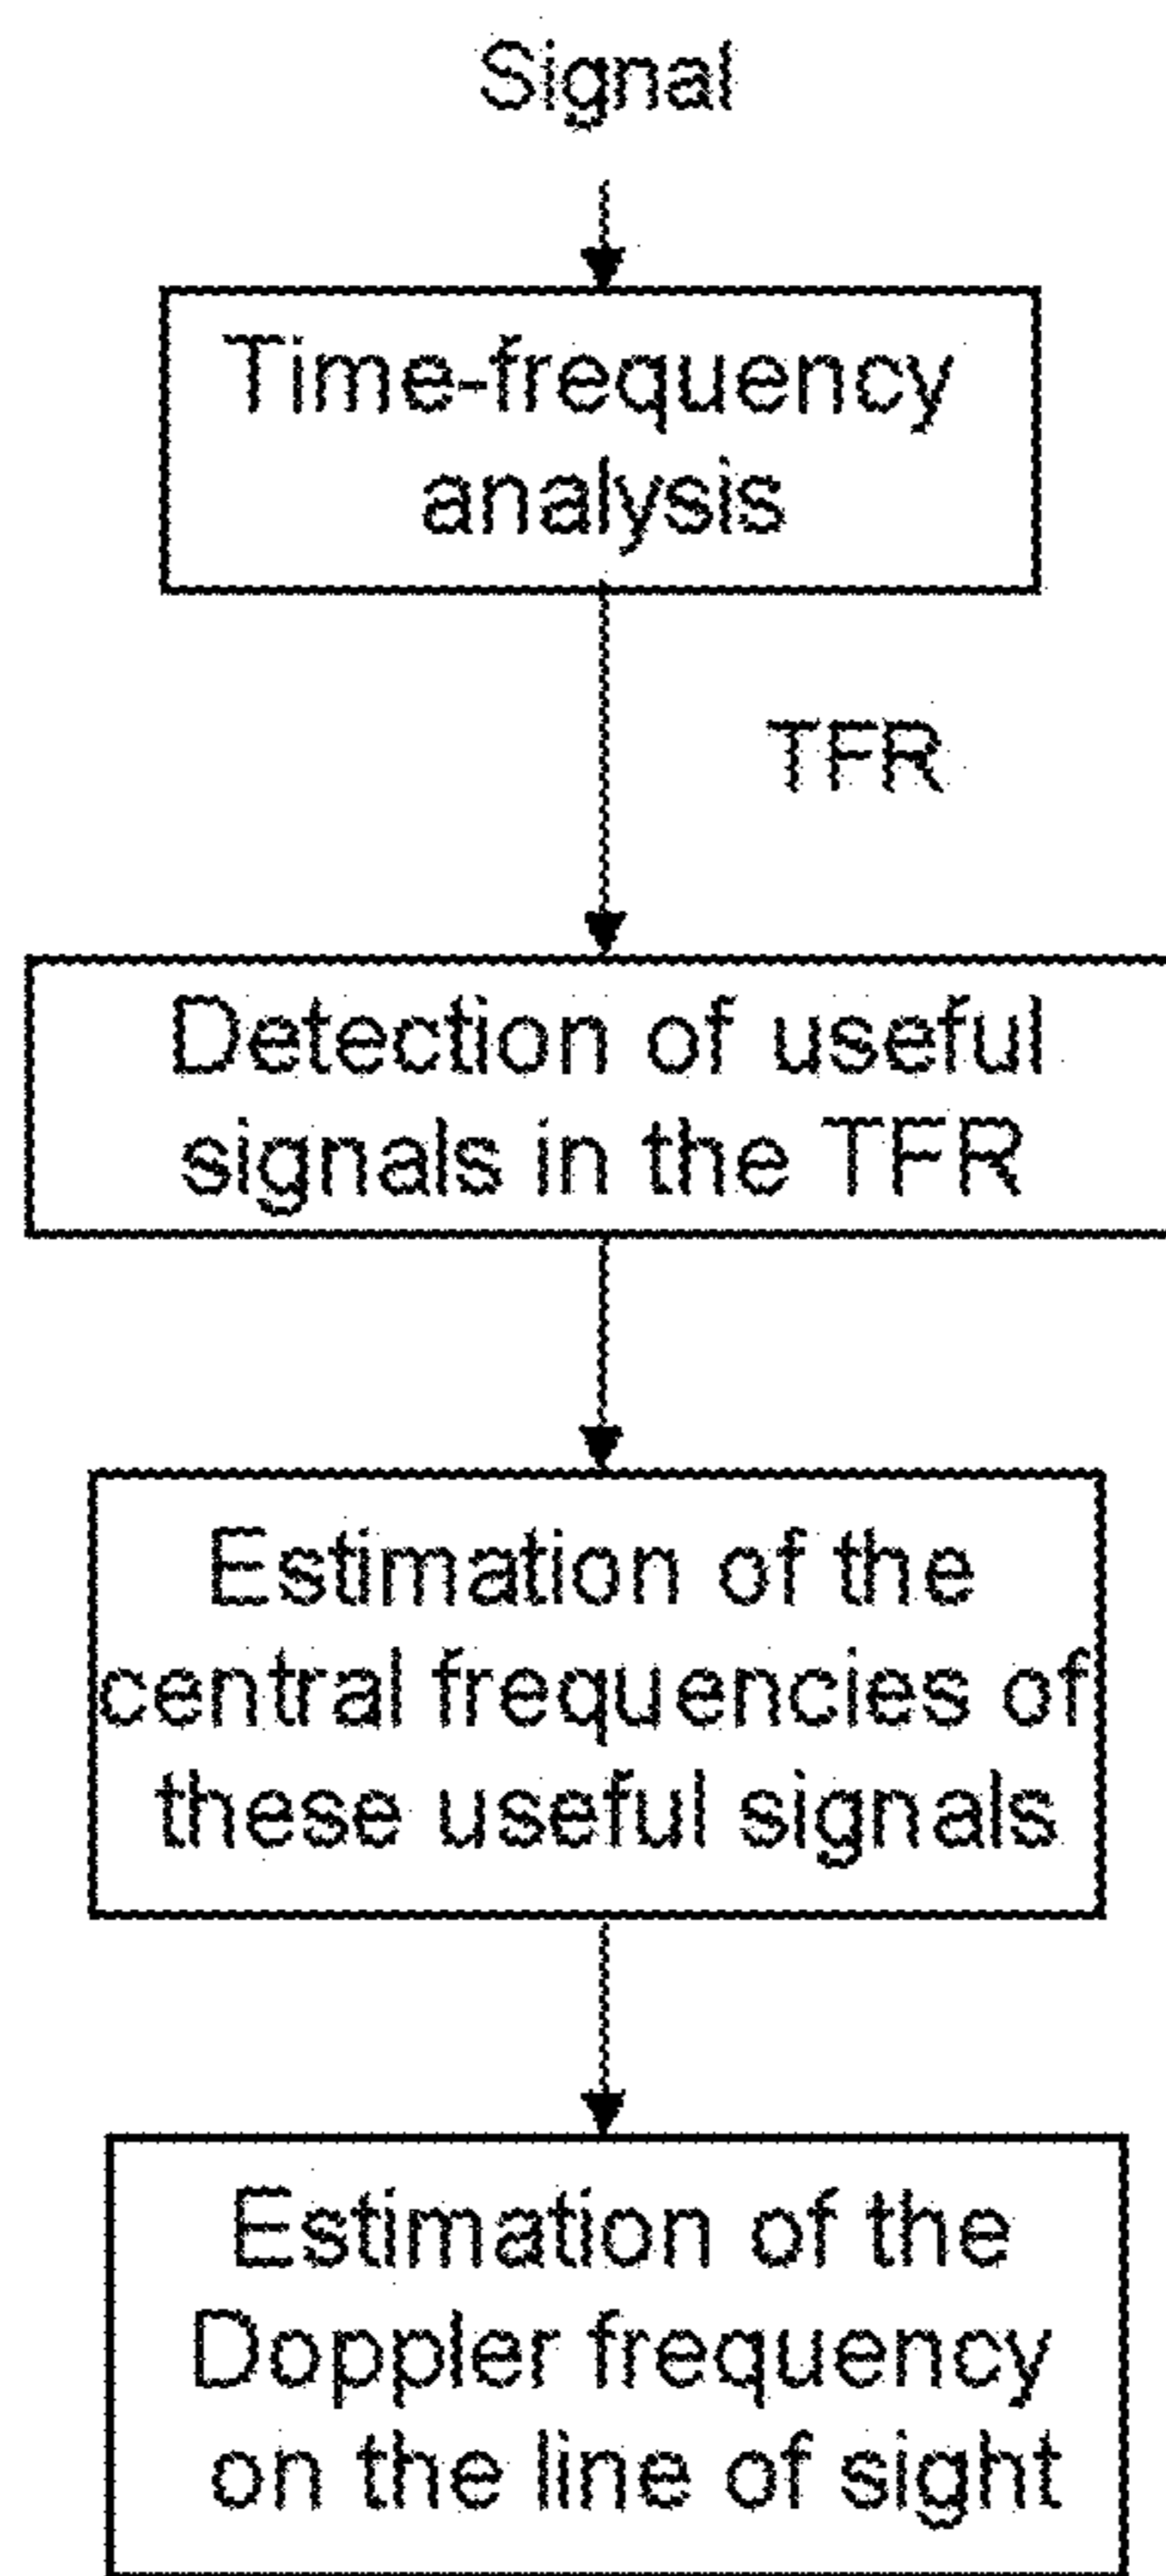 Signal
Time-frequency
analysis
TFR
Detection of useful
signals in the TFR
Estimation of the
central frequencies of
these useful signals
Estimation of the
Doppler frequency
on the line of sight